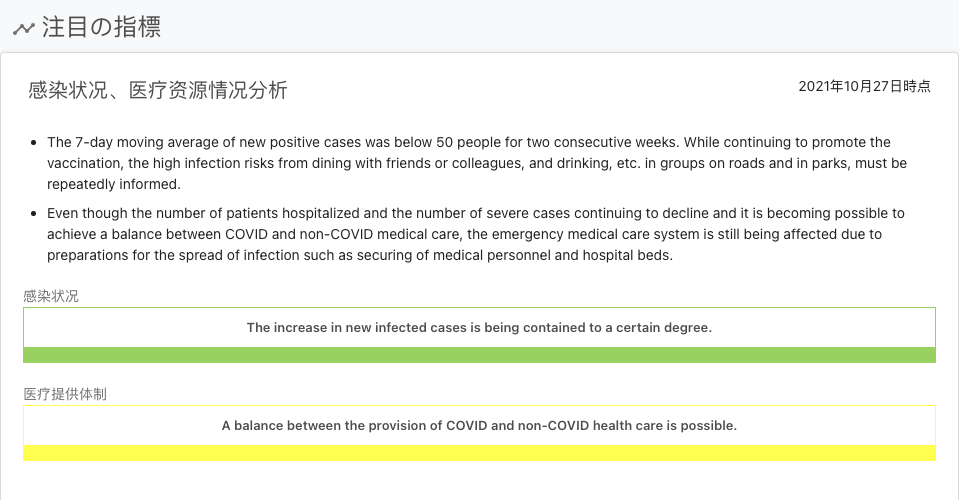 注目の指標
感染状况、医疗资源情况分析
2021年10月27日時点
The 7-day moving average of new positive cases was below 50 people for two consecutive weeks. While continuing to promote the
vaccination, the high infection risks from dining with friends or colleagues, and drinking, etc. in groups on roads and in parks, must be
repeatedly informed.
Even though the number of patients hospitalized and the number of severe cases continuing to decline and it is becoming possible to
achieve a balance between COVID and non-COVID medical care, the emergency medical care system is still being affected due to
preparations for the spread of infection such as securing of medical personnel and hospital beds.
感染状况
The increase in new infected cases is being contained to a certain degree.
医疗提供体制
A balance between the provision of COVID and non-COVID health care is possible.